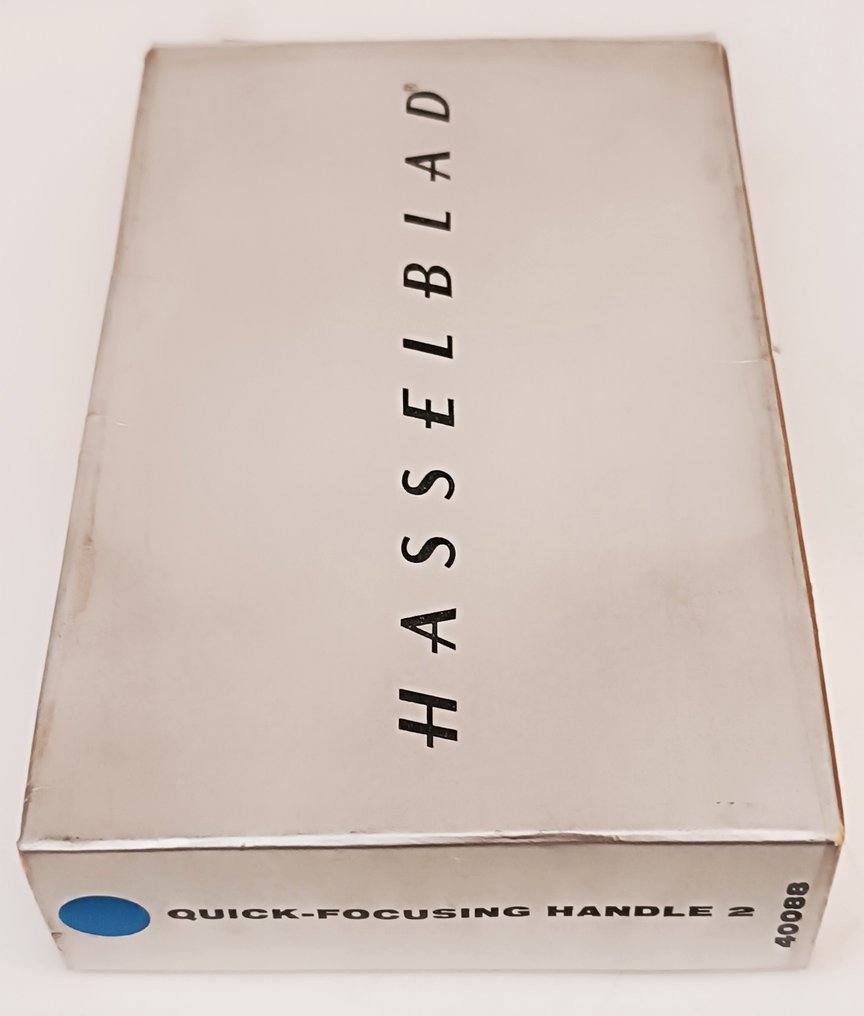 HASSELBLAD®
QUICK-FOCUSING HANDLE 2
40088